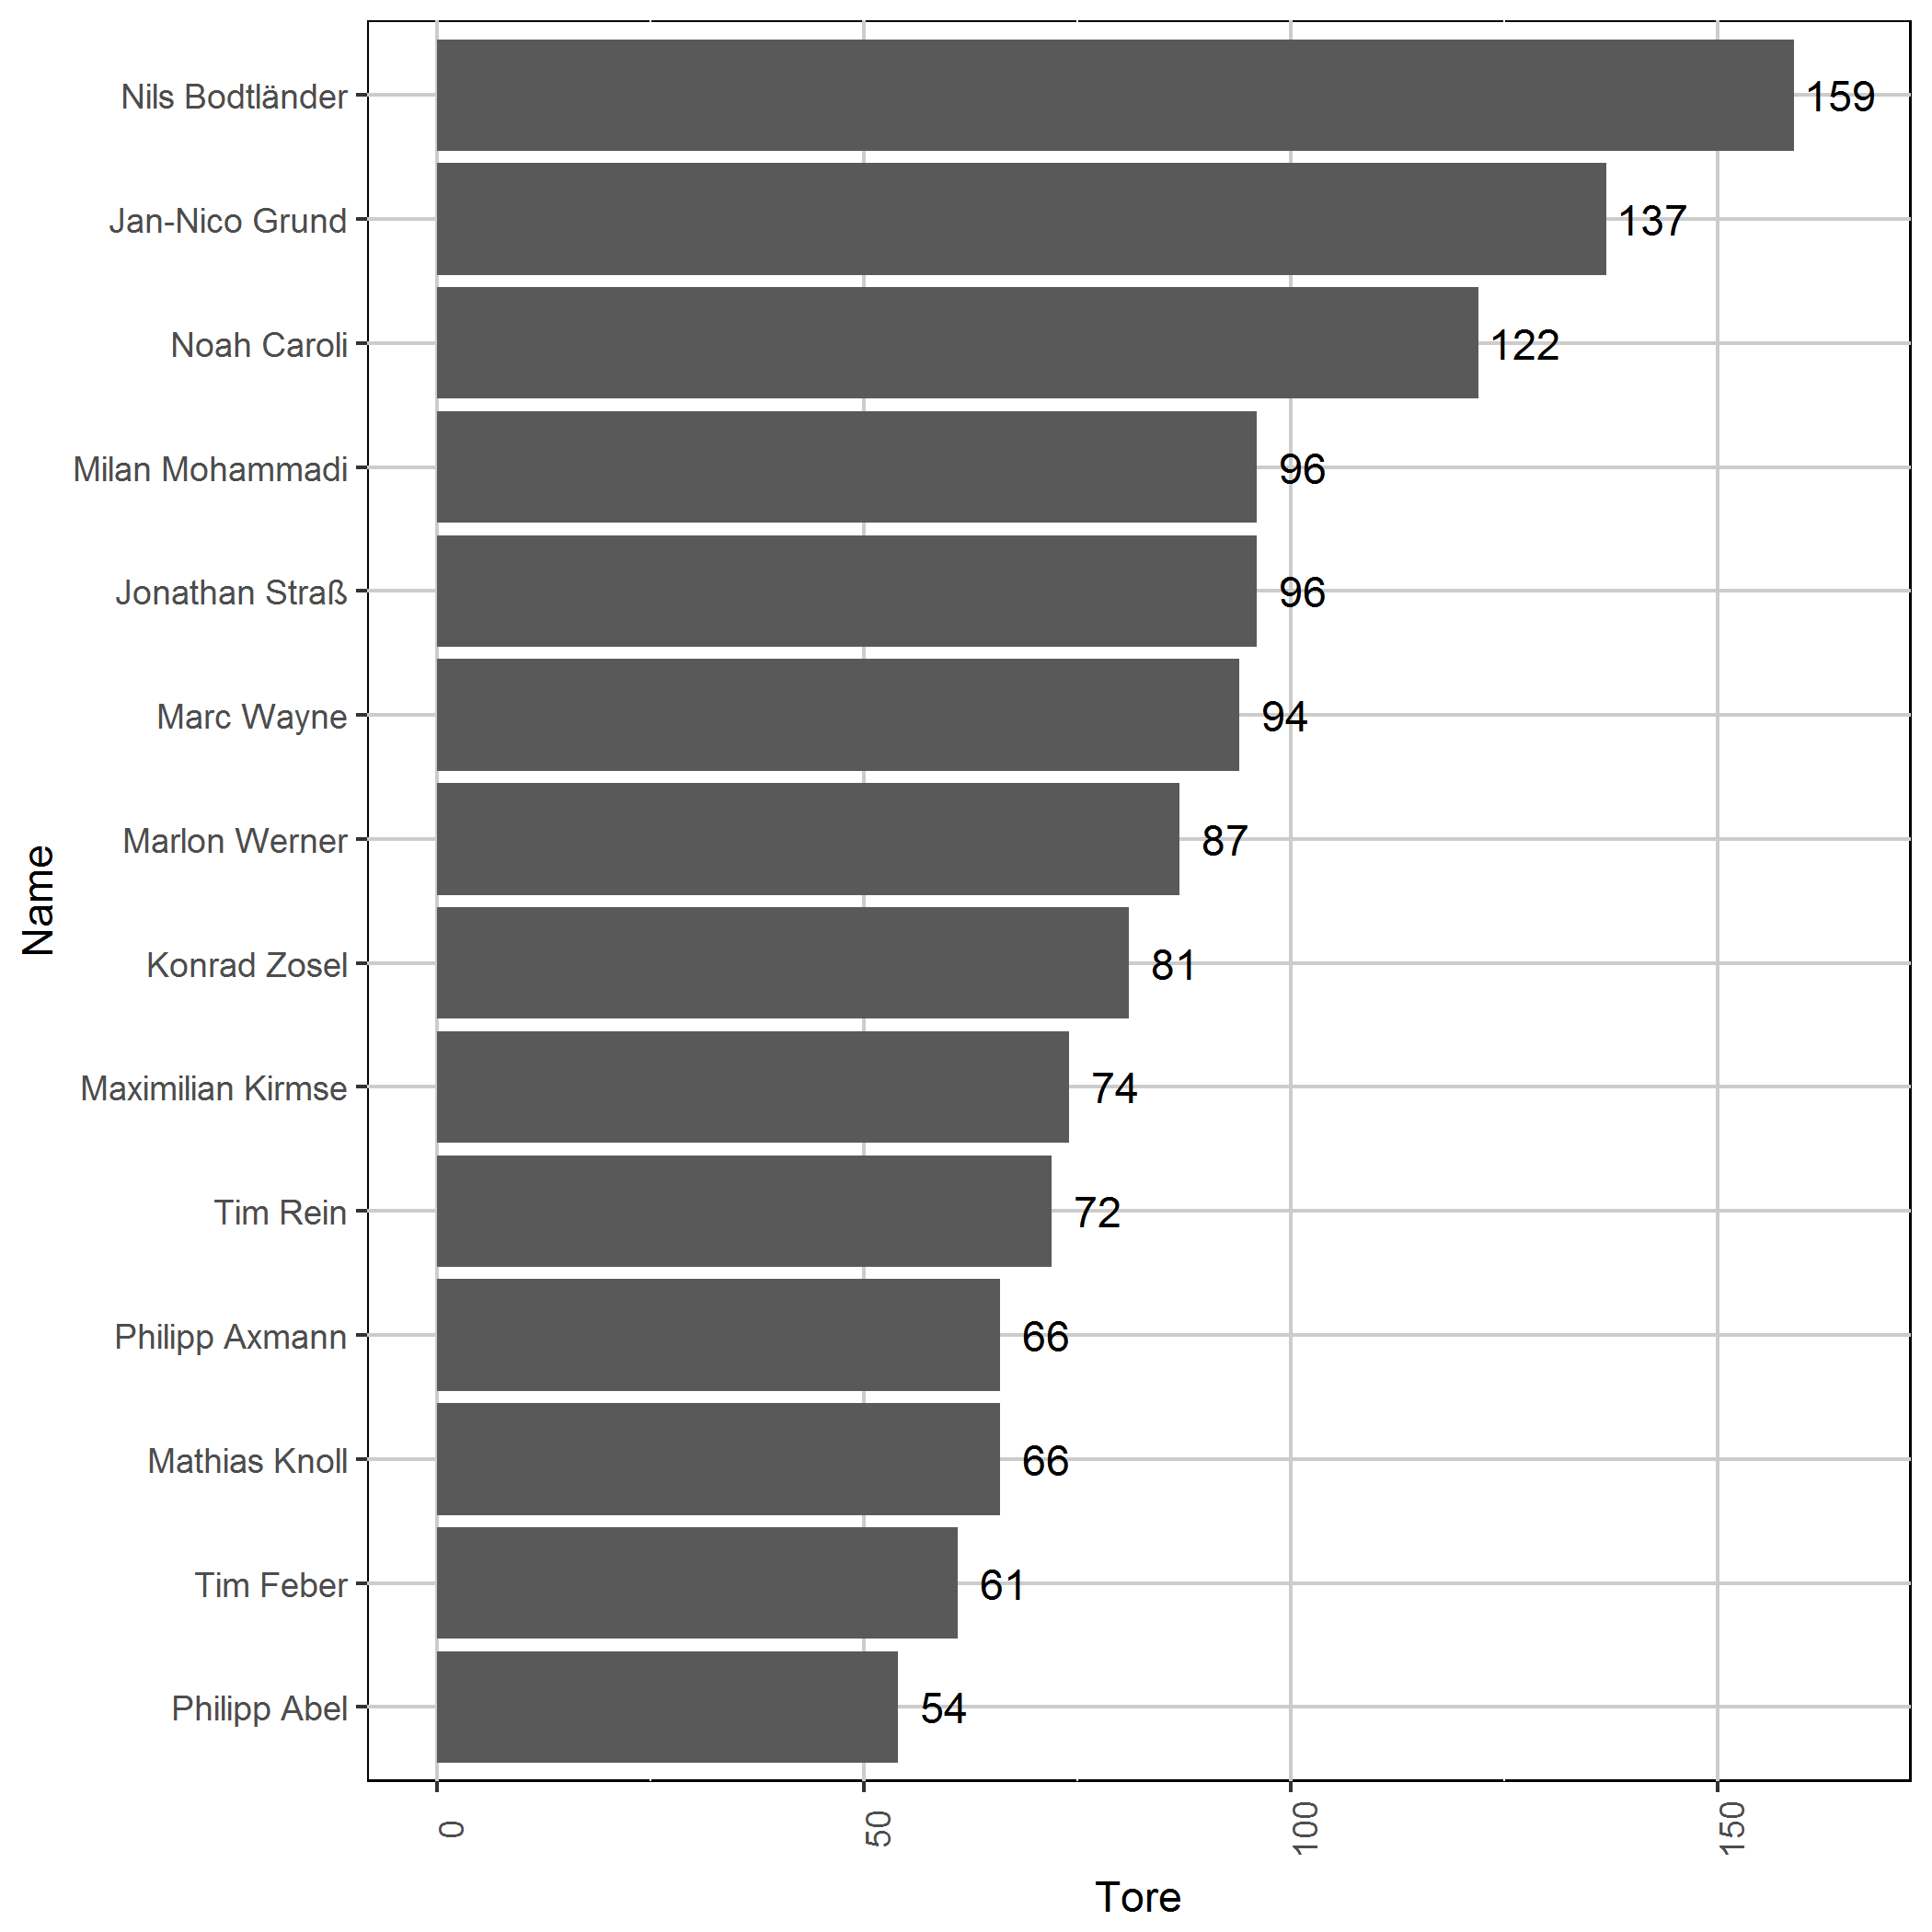 Nils Bodtländer 159
Jan-Nico Grund 137
Noah Caroli 122
Milan Mohammadi 96
Jonathan Straß 96
Marc Wayne 94
Marlon Werner 87
Konrad Zosel 81
Maximilian Kirmse 74
Tim Rein 72
Philipp Axmann 66
Mathias Knoll 66
Tim Feber 61
Philipp Abel 54
Name
0 50 100 150
Tore